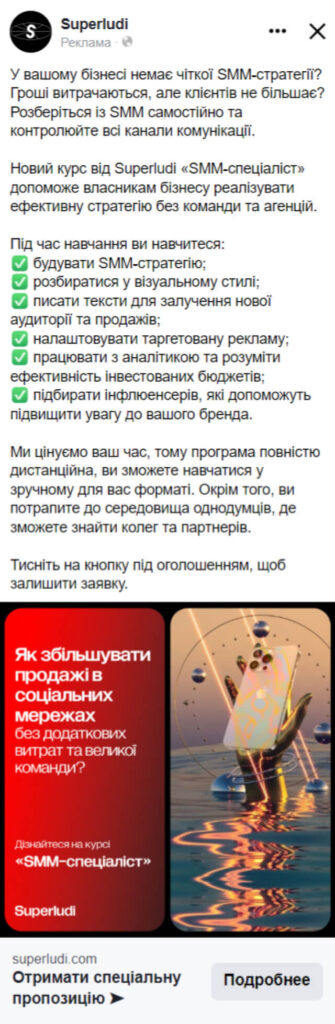 Superludi
Реклама ·
У вашому бізнесі немає чіткої SMM-стратегії?
Гроші витрачаються, але клієнтів не більшає?
Розберіться із SMM самостійно та
контролюйте всі канали комунікації.
Новий курс від Superludi «SMM-спеціаліст»
допоможе власникам бізнесу реалізувати
ефективну стратегію без команди та агенцій.
Під час навчання ви навчитеся:
✅ будувати SMM-стратегію;
✅ розбиратися у візуальному стилі;
✅ писати тексти для залучення нової
аудиторії та продажів;
✅ налаштовувати таргетовану рекламу;
✅ працювати з аналітикою та розуміти
ефективність інвестованих бюджетів;
✅ підбирати інфлюенсерів, які допоможуть
підвищити увагу до вашого бренда.
Ми цінуємо ваш час, тому програма повністю
дистанційна, ви зможете навчатися у
зручному для вас форматі. Окрім того, ви
потрапите до середовища однодумців, де
зможете знайти колег та партнерів.
Тисніть на кнопку під оголошенням, щоб
залишити заявку.
Як збільшувати
продажі в
соціальних
мережах
без додаткових
витрат та великої
команди?
Дізнайтеся на курсі
«SMM-спеціаліст»
Superludi
superludi.com
Отримати спеціальну
пропозицію ➤
Подробнее